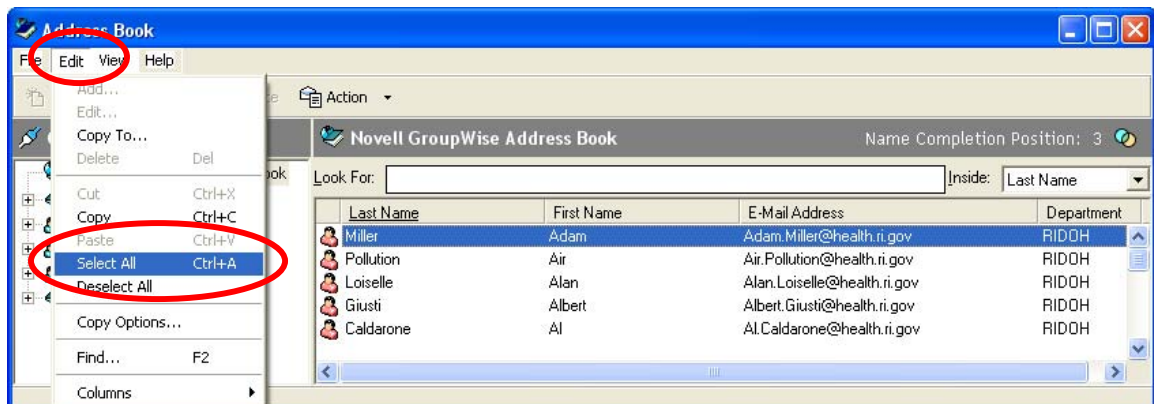 Address Book
File Edit View Help
Add...
Edit...
Copy To...
Delete Del
Cut Ctrl+X
Copy Ctrl+C
Paste Ctrl+V
Select All Ctrl+A
Deselect All
Copy Options...
Find... F2
Columns
Action
Novell GroupWise Address Book Name Completion Position: 3
Look For: Inside: Last Name
Last Name First Name E-Mail Address Department
Miller Adam Adam.Miller@health.ri.gov RIDOH
Pollution Air Air.Pollution@health.ri.gov RIDOH
Loiselle Alan Alan.Loiselle@health.ri.gov RIDOH
Giusti Albert Albert.Giusti@health.ri.gov RIDOH
Caldarone Al Al.Caldarone@health.ri.gov RIDOH